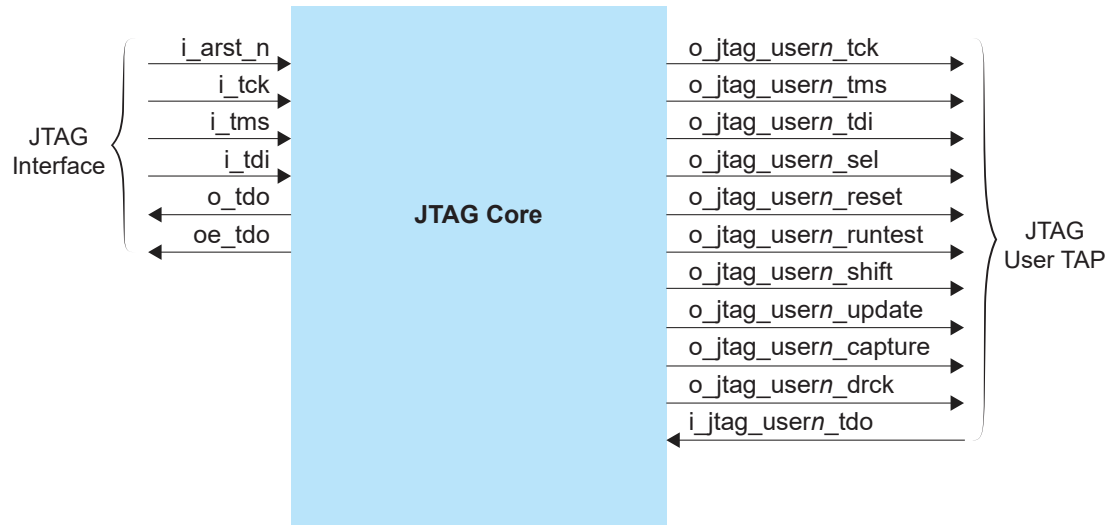 i_arst_n
i_tck
i_tms
i_tdi
o_tdo
oe_tdo
JTAG
Interface
JTAG Core
o_jtag_usern_tck
o_jtag_usern_tms
o_jtag_usern_tdi
o_jtag_usern_sel
o_jtag_usern_reset
o_jtag_usern_runtest
o_jtag_usern_shift
o_jtag_usern_update
o_jtag_usern_capture
o_jtag_usern_drck
i_jtag_usern_tdo
JTAG
User TAP